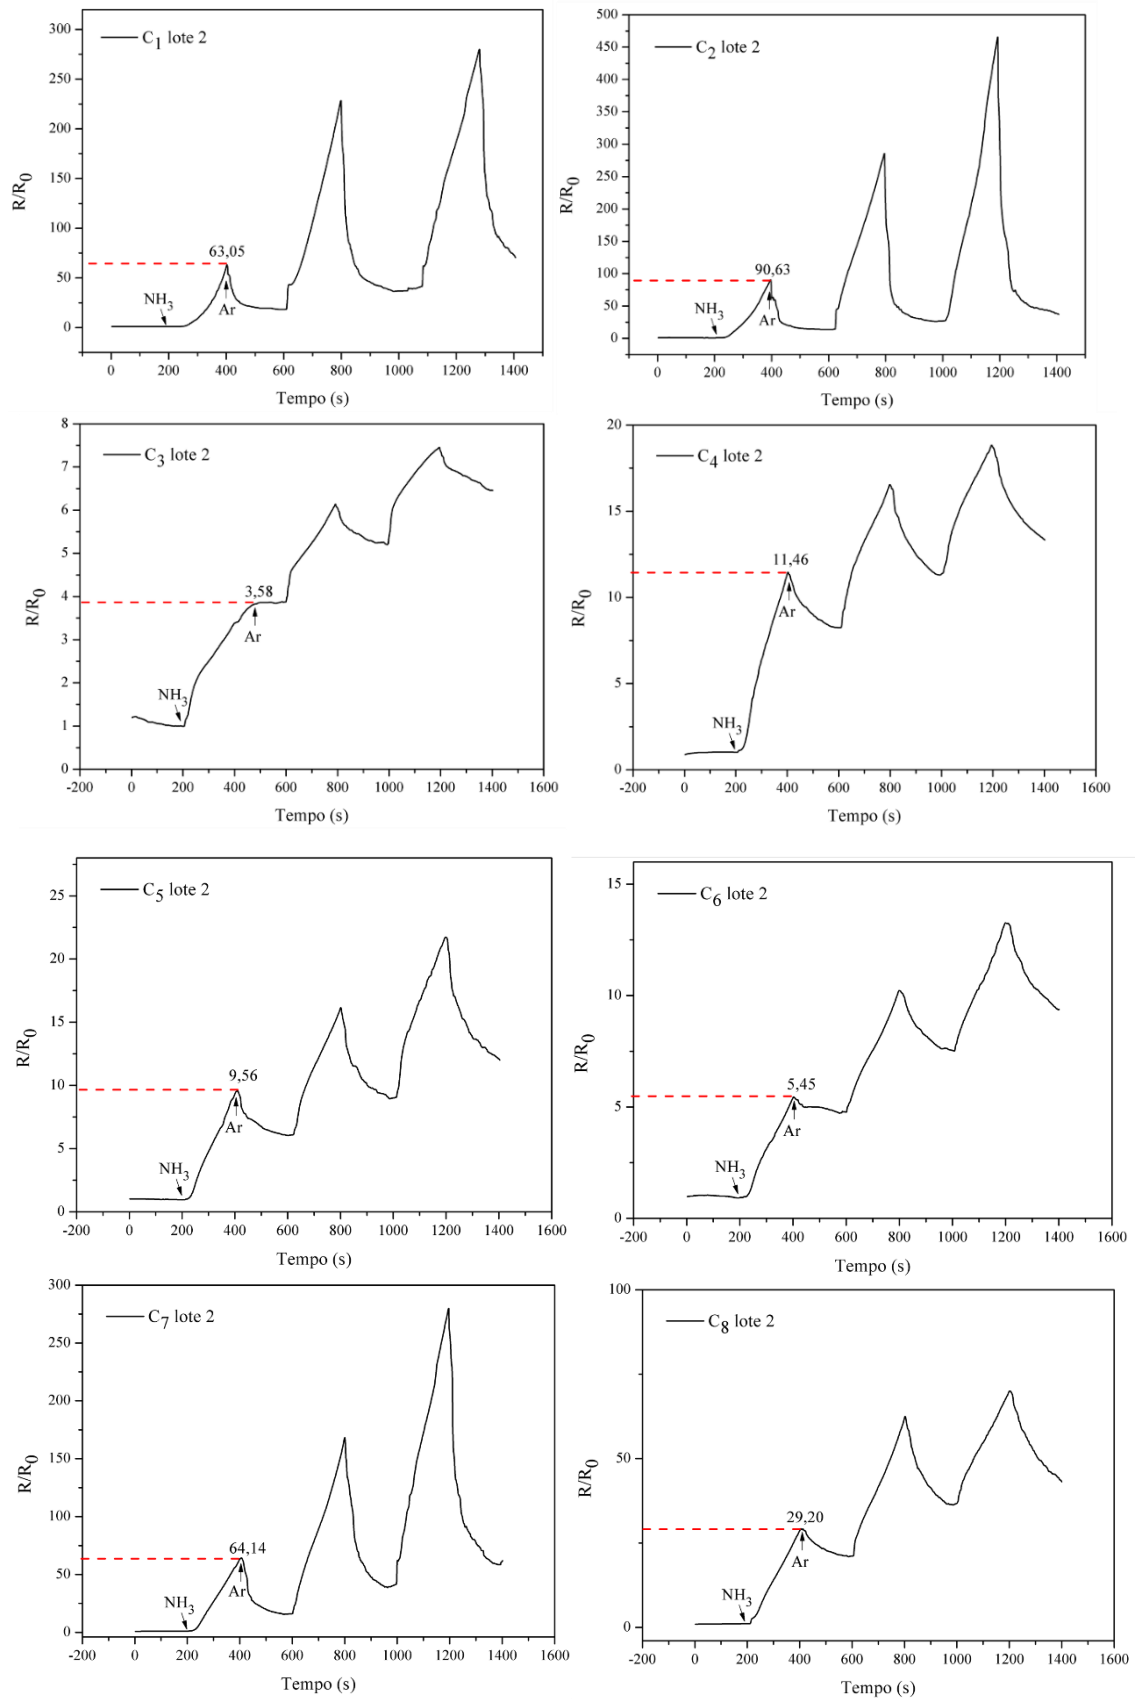 C1 lote 2
300
250
200
150
100
50
0
R/R0
63,05
NH3
Ar
0 200 400 600 800 1000 1200 1400
Tempo (s)
C2 lote 2
500
450
400
350
300
250
200
150
100
50
0
R/R0
90,63
NH3
Ar
0 200 400 600 800 1000 1200 1400
Tempo (s)
C3 lote 2
8
7
6
5
4
3
2
1
0
R/R0
3,58
Ar
NH3
-200 0 200 400 600 800 1000 1200 1400 1600
Tempo (s)
C4 lote 2
20
15
10
5
0
R/R0
11,46
Ar
NH3
-200 0 200 400 600 800 1000 1200 1400 1600
Tempo (s)
C5 lote 2
25
20
15
10
5
0
R/R0
9,56
Ar
NH3
-200 0 200 400 600 800 1000 1200 1400 1600
Tempo (s)
C6 lote 2
15
10
5
0
R/R0
5,45
Ar
NH3
-200 0 200 400 600 800 1000 1200 1400 1600
Tempo (s)
C7 lote 2
300
250
200
150
100
50
0
R/R0
64,14
Ar
NH3
-200 0 200 400 600 800 1000 1200 1400 1600
Tempo (s)
C8 lote 2
100
50
0
R/R0
29,20
Ar
NH3
-200 0 200 400 600 800 1000 1200 1400 1600
Tempo (s)